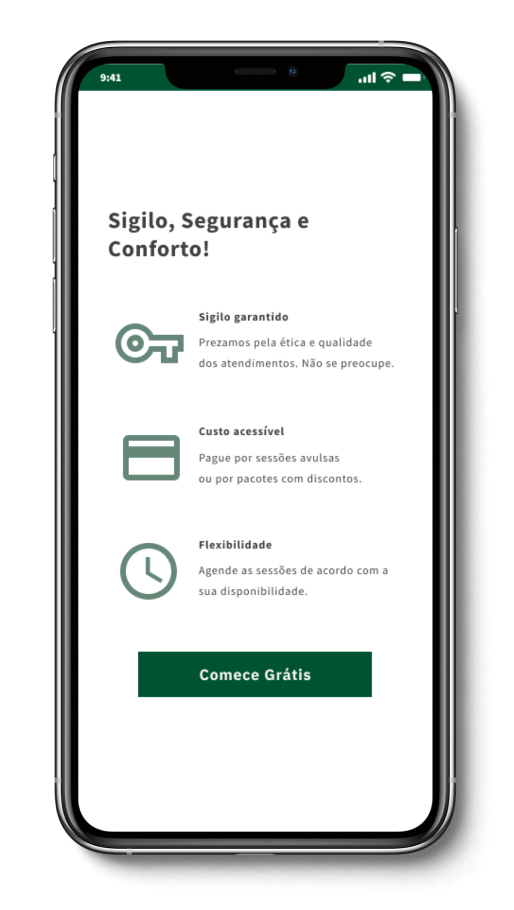 9:41
Sigilo, Segurança e
Conforto!
Sigilo garantido
Prezamos pela ética e qualidade
dos atendimentos. Não se preocupe.
Custo acessível
Pague por sessões avulsas
ou por pacotes com discontos.
Flexibilidade
Agende as sessões de acordo com a
sua disponibilidade.
Comece Grátis